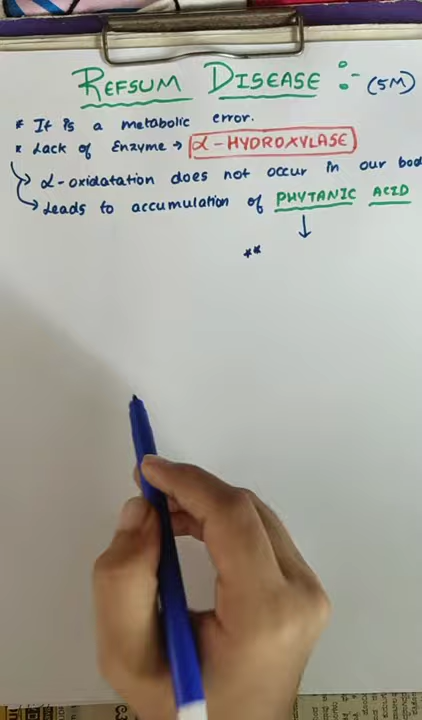 REFSUM DISEASE :- (5M)
* It is a metabolic error.
* Lack of Enzyme → α-HYDROXYLASE
→ α-oxidatation does not occur in our bod
→ Leads to accumulation of PHYTANIC ACID
↓
**